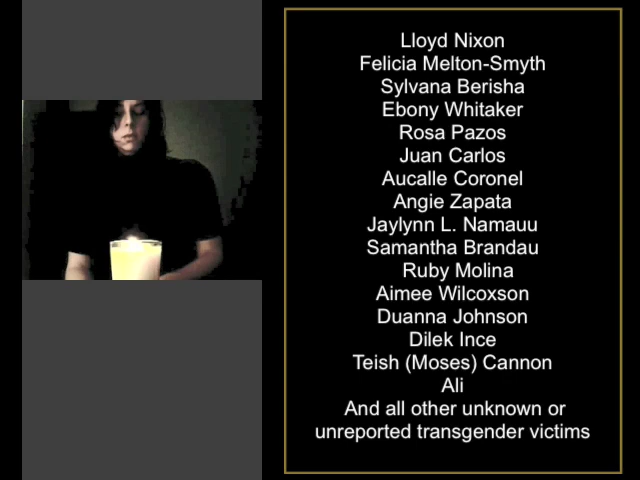 Lloyd Nixon
Felicia Melton-Smyth
Sylvana Berisha
Ebony Whitaker
Rosa Pazos
Juan Carlos
Aucalle Coronel
Angie Zapata
Jaylynn L. Namauu
Samantha Brandau
Ruby Molina
Aimee Wilcoxson
Duanna Johnson
Dilek Ince
Teish (Moses) Cannon
Ali
And all other unknown or
unreported transgender victims